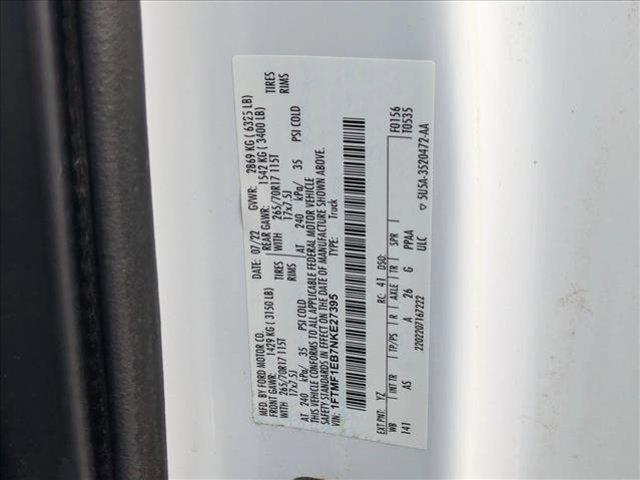 MFD. BY FORD MOTOR CO.
DATE: 07/22 GVWR: 2869 KG ( 6325 LB)
FRONT GAWR: 1429 KG ( 3150 LB) REAR GAWR: 1542 KG ( 3400 LB)
WITH 265/70R17 115T TIRES WITH 265/70R17 115T TIRES
17x7.5J RIMS 17x7.5J RIMS
AT 240 kPa/ 35 PSI COLD AT 240 kPa/ 35 PSI COLD
THIS VEHICLE CONFORMS TO ALL APPLICABLE FEDERAL MOTOR VEHICLE
SAFETY STANDARDS IN EFFECT ON THE DATE OF MANUFACTURE SHOWN ABOVE.
VIN: 1FTMF1EB7NKE27395 TYPE: Truck
F0156
T0535
EXT PNT: YZ RC: 41 DSO:
WB INT TR TP/PS R AXLE TR SPR
141 AS A 26 G PPAA
ULC
2202207167222
5U5A-3520472-AA